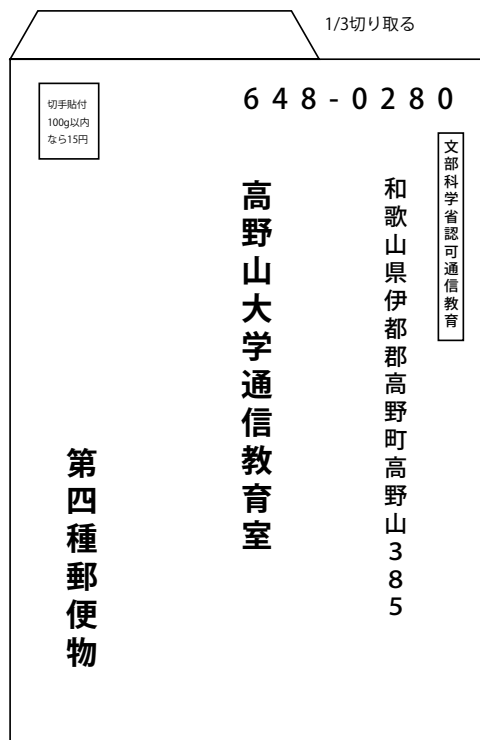 1/3切り取る
切手貼付
100g以内
なら15円
648-0280
文部科学省認可通信教育
和歌山県伊都郡高野町高野山385
高野山大学通信教育室
第四種郵便物